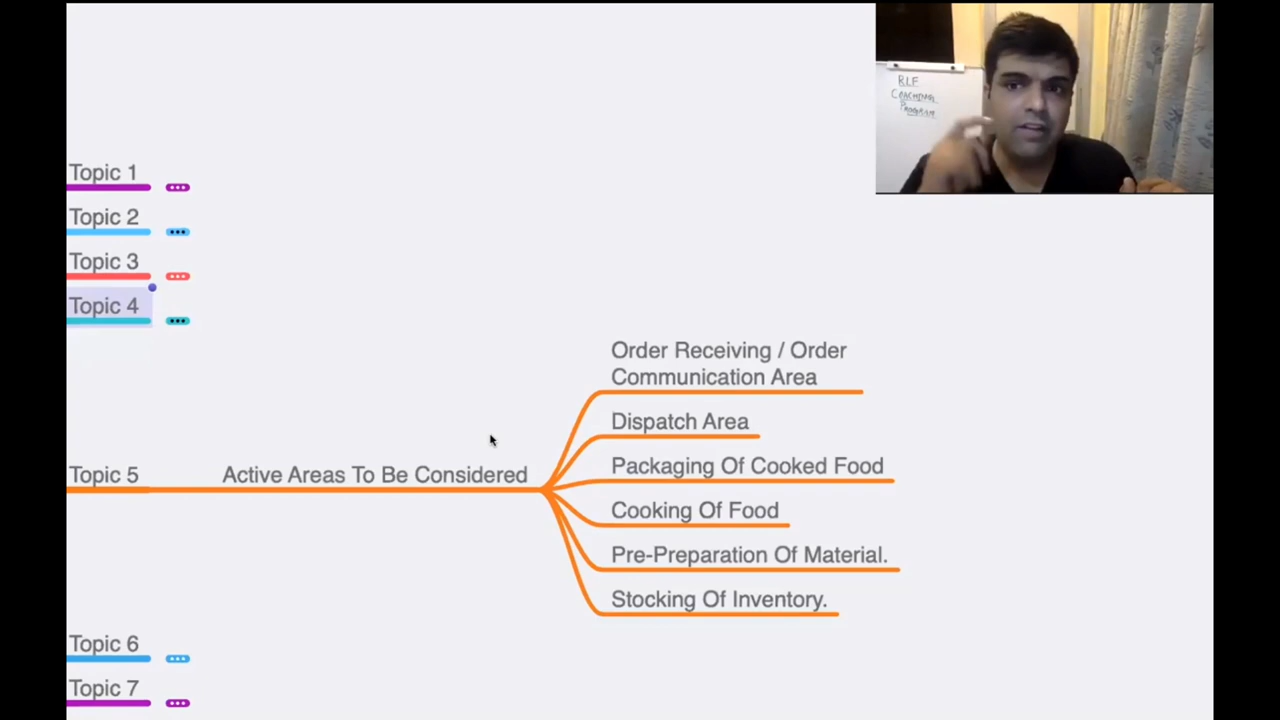 RLF
COACHING
PROGRAM
Topic 1
Topic 2
Topic 3
Topic 4
Order Receiving / Order
Communication Area
Dispatch Area
Packaging Of Cooked Food
Topic 5
Active Areas To Be Considered
Cooking Of Food
Pre-Preparation Of Material.
Stocking Of Inventory.
Topic 6
Topic 7